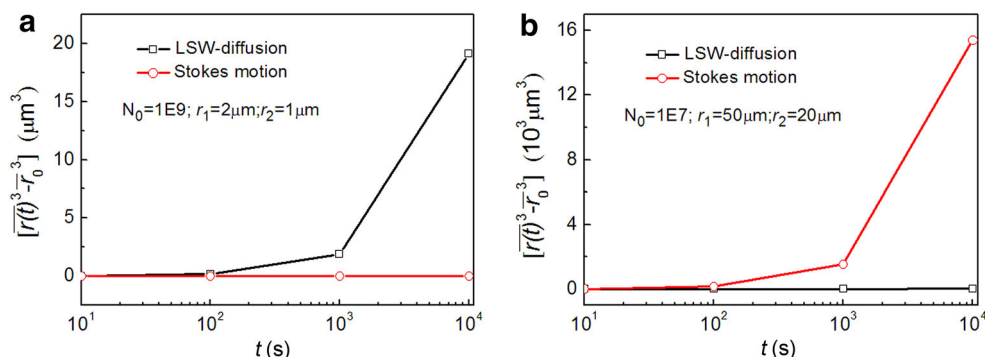 a
20
15
10
5
0
[r(t)³-r₀³] (μm³)
LSW-diffusion
Stokes motion
N₀=1E9; r₁=2μm;r₂=1μm
10¹ 10² 10³ 10⁴
t (s)
b
16
12
8
4
0
[r(t)³-r₀³] (10³μm³)
LSW-diffusion
Stokes motion
N₀=1E7; r₁=50μm;r₂=20μm
10¹ 10² 10³ 10⁴
t (s)